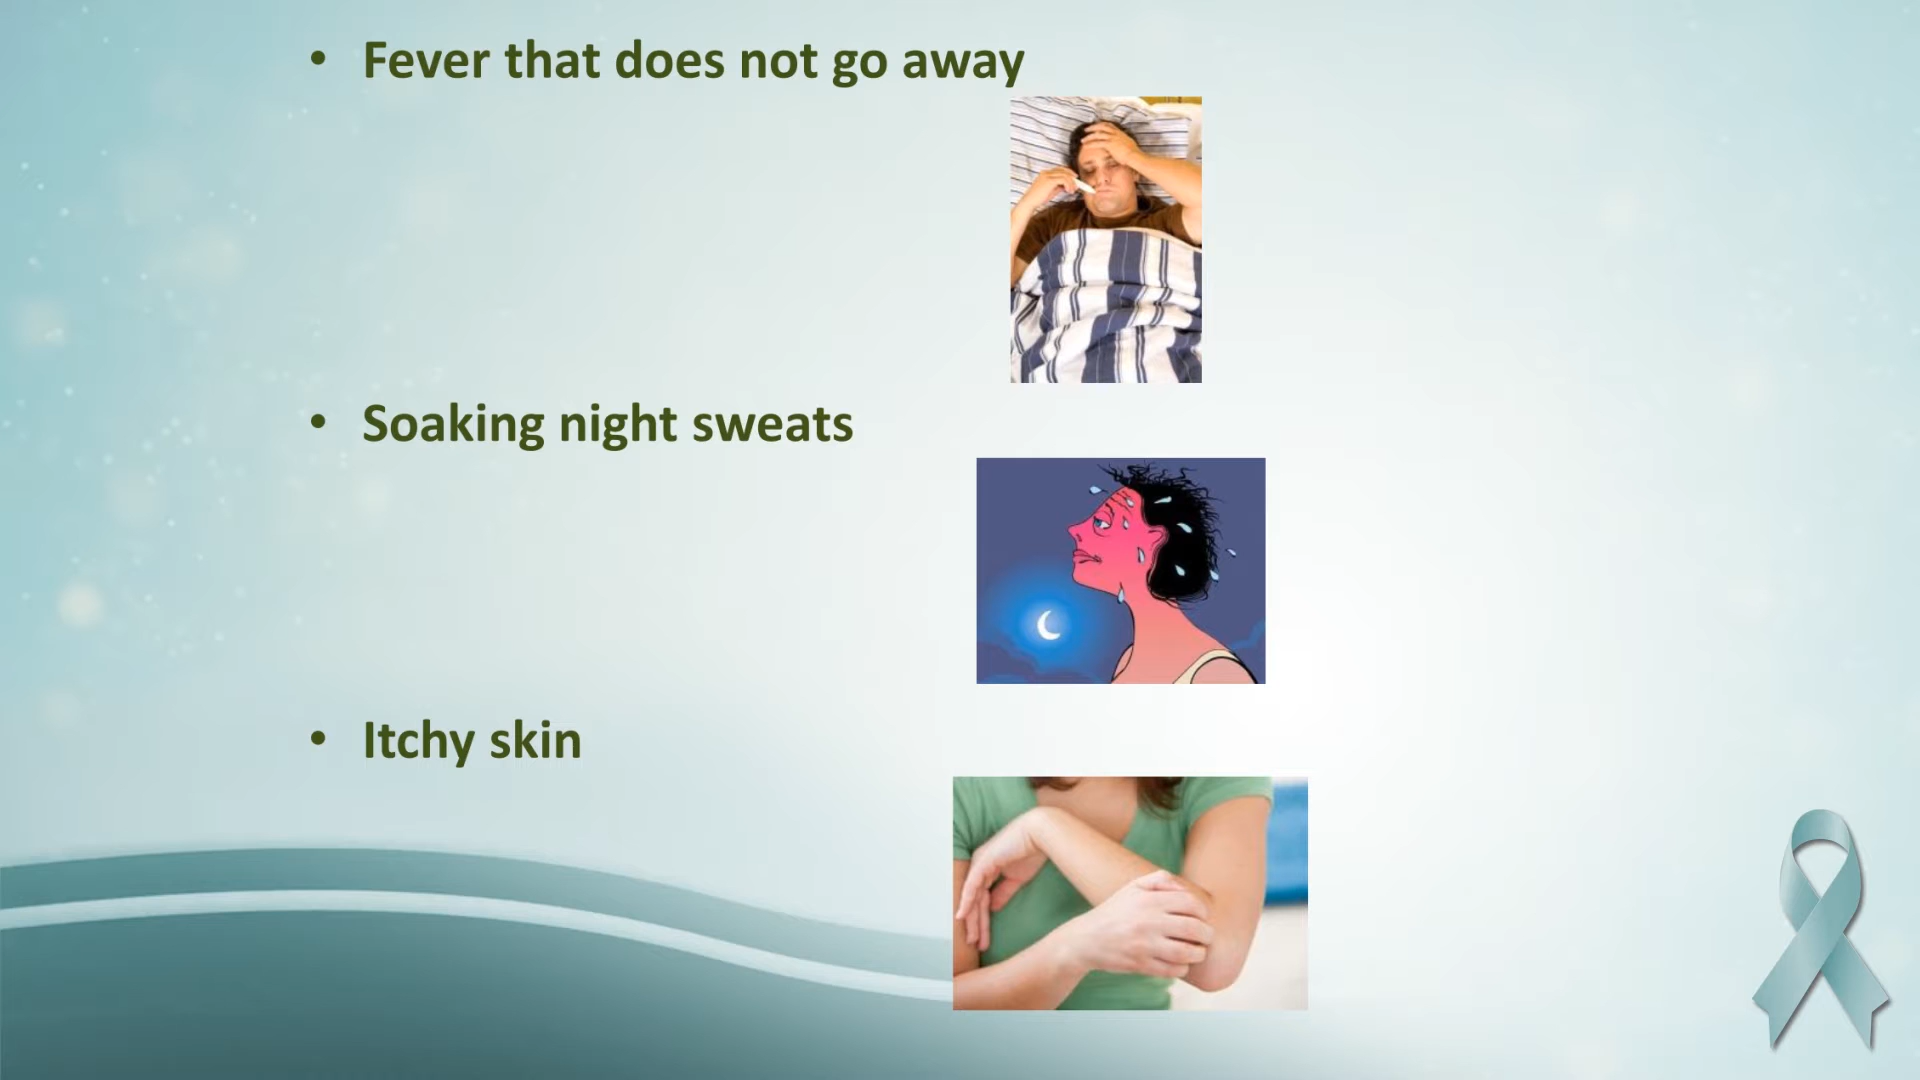 • Fever that does not go away
• Soaking night sweats
• Itchy skin